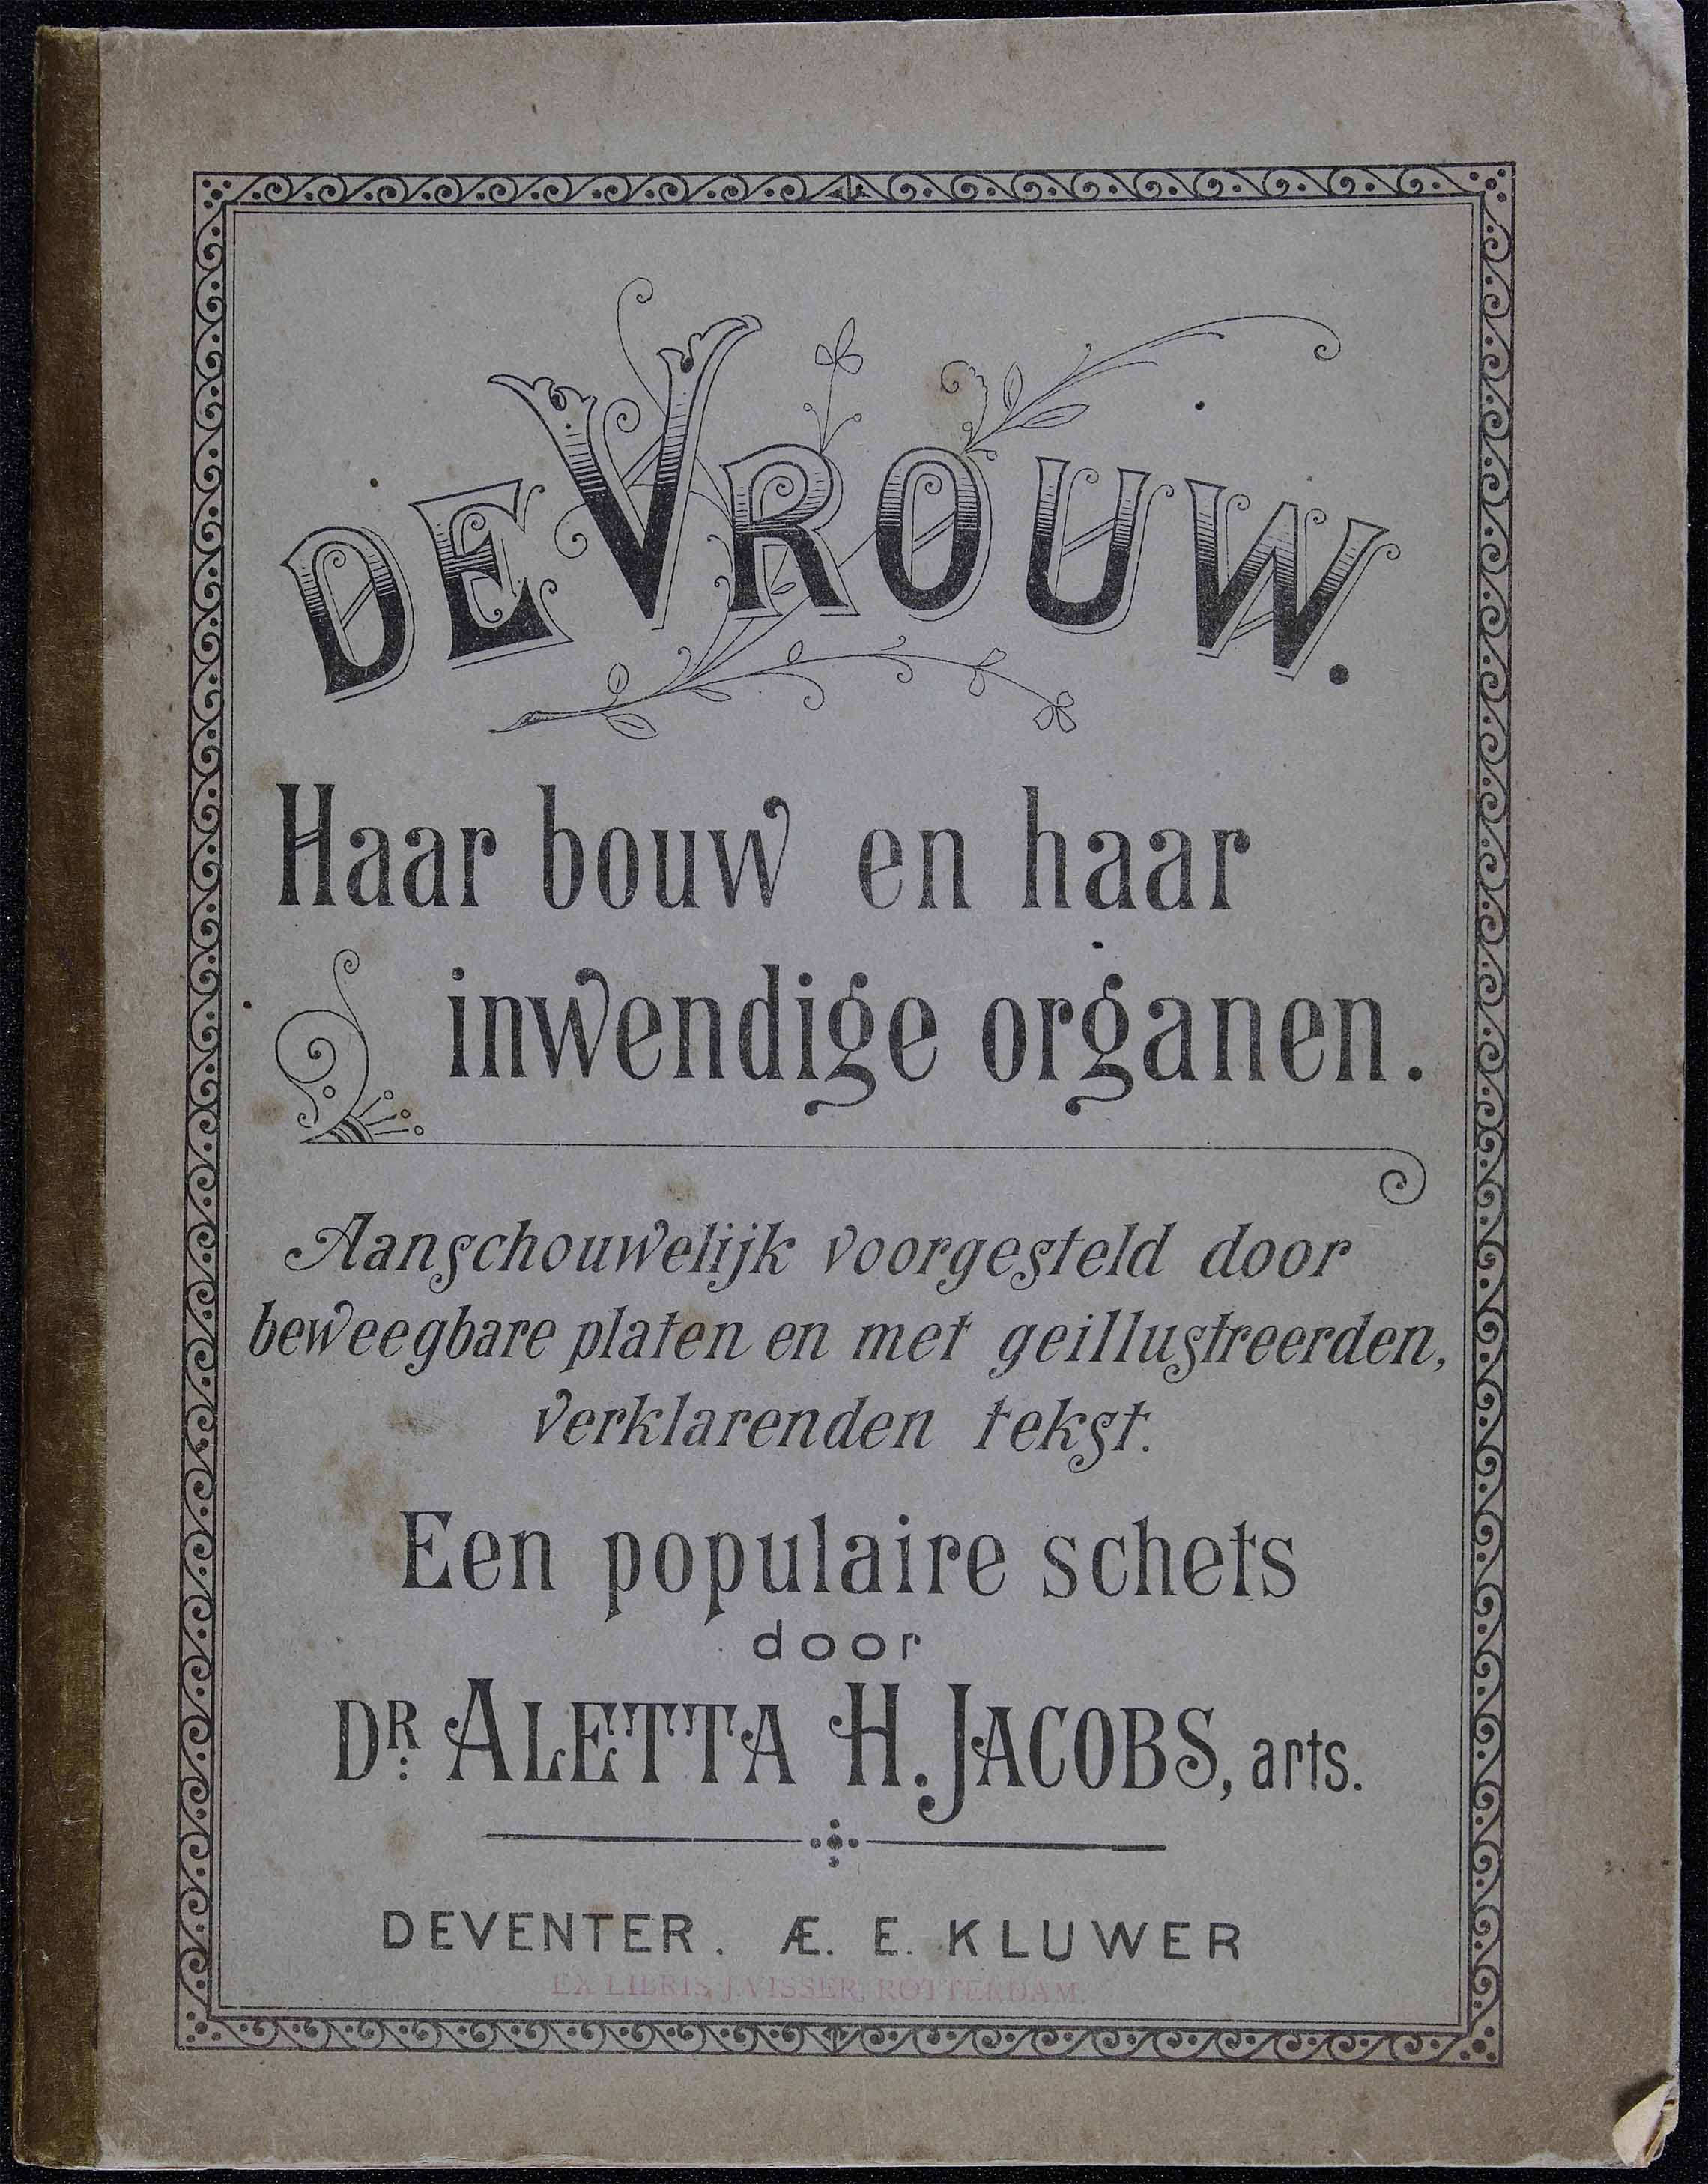 DE VROUW.
Haar bouw en haar
inwendige organen.
Aanschouwelijk voorgesteld door
beweegbare platen en met geillustreerden,
verklarenden tekst.
Een populaire schets
door
DR. ALETTA H. JACOBS, arts.
DEVENTER. Æ. E. KLUWER
EX LIBRIS J. VISSER, ROTTERDAM.